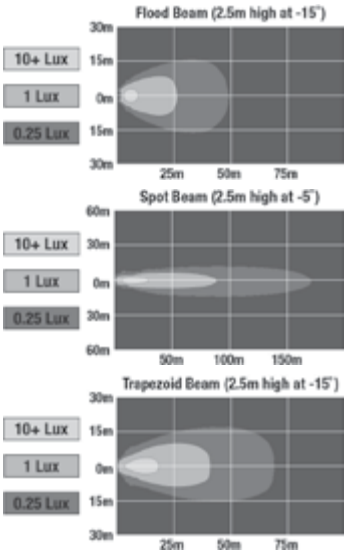 Flood Beam (2.5m high at -15°)
30m
10+ Lux
15m
1 Lux
0m
0.25 Lux
15m
30m
25m 50m 75m
Spot Beam (2.5m high at -5°)
60m
10+ Lux
30m
1 Lux
0m
0.25 Lux
30m
60m
50m 100m 150m
Trapezoid Beam (2.5m high at -15°)
30m
10+ Lux
15m
1 Lux
0m
0.25 Lux
15m
30m
25m 50m 75m